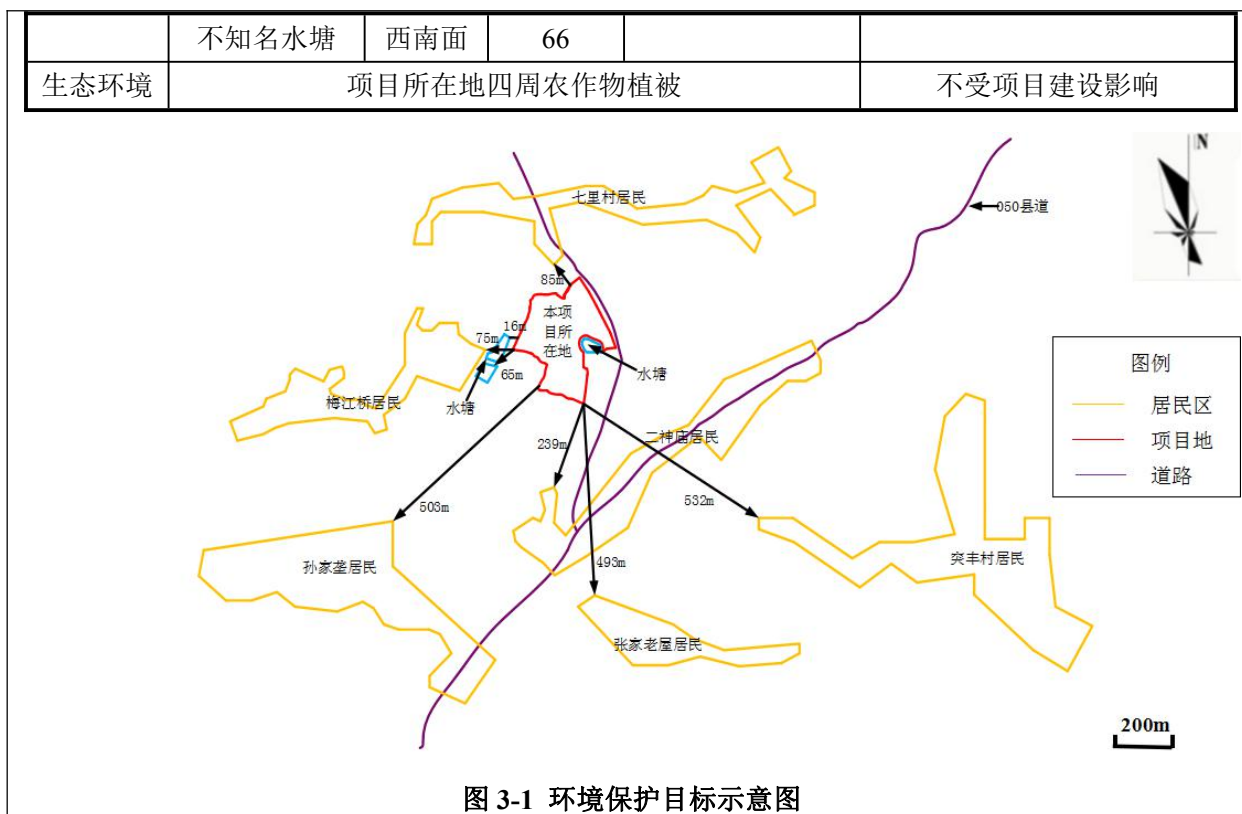 不知名水塘 西南面 66
生态环境 项目所在地四周农作物植被 不受项目建设影响
N
七里村居民
050县道
85m
本项
目所
在地
16m
75m
65m
水塘
水塘
梅江桥居民
图例
居民区
项目地
道路
239m
二神庙居民
532m
503m
孙家垄居民
493m
突丰村居民
张家老屋居民
200m
图 3-1 环境保护目标示意图